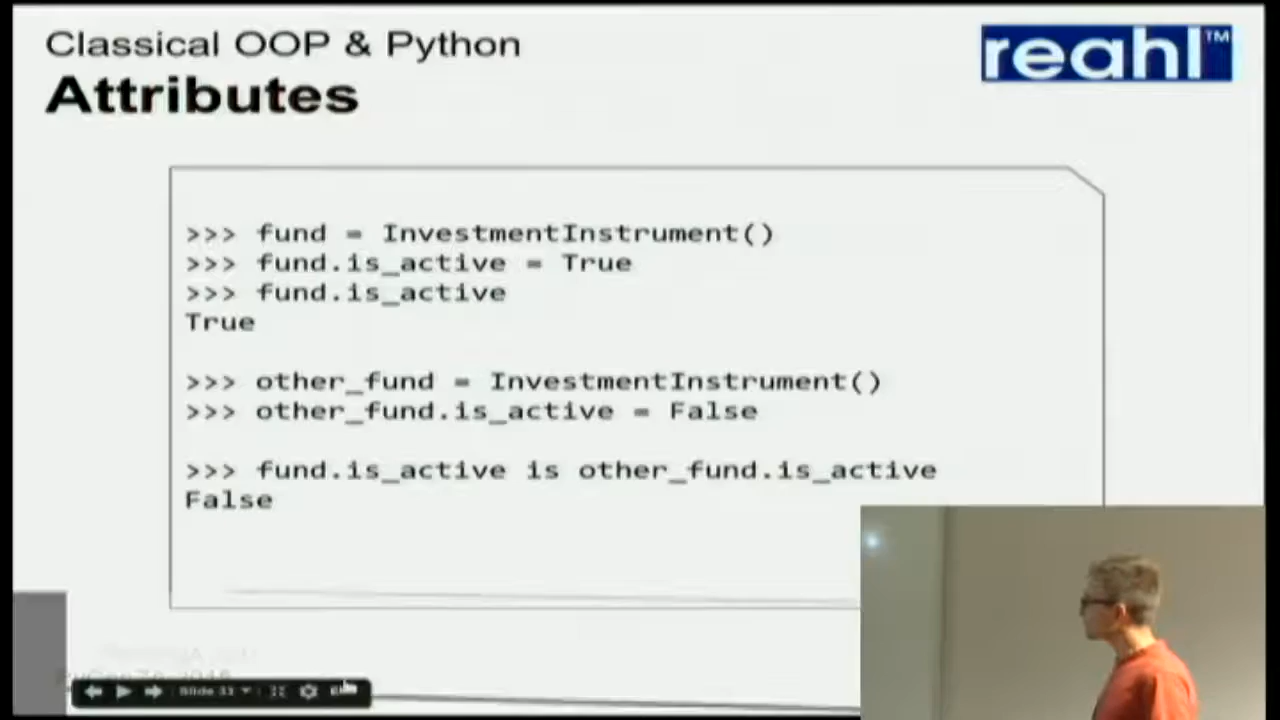 Classical OOP & Python
Attributes
reahl™
>>> fund = InvestmentInstrument()
>>> fund.is_active = True
>>> fund.is_active
True
>>> other_fund = InvestmentInstrument()
>>> other_fund.is_active = False
>>> fund.is_active is other_fund.is_active
False